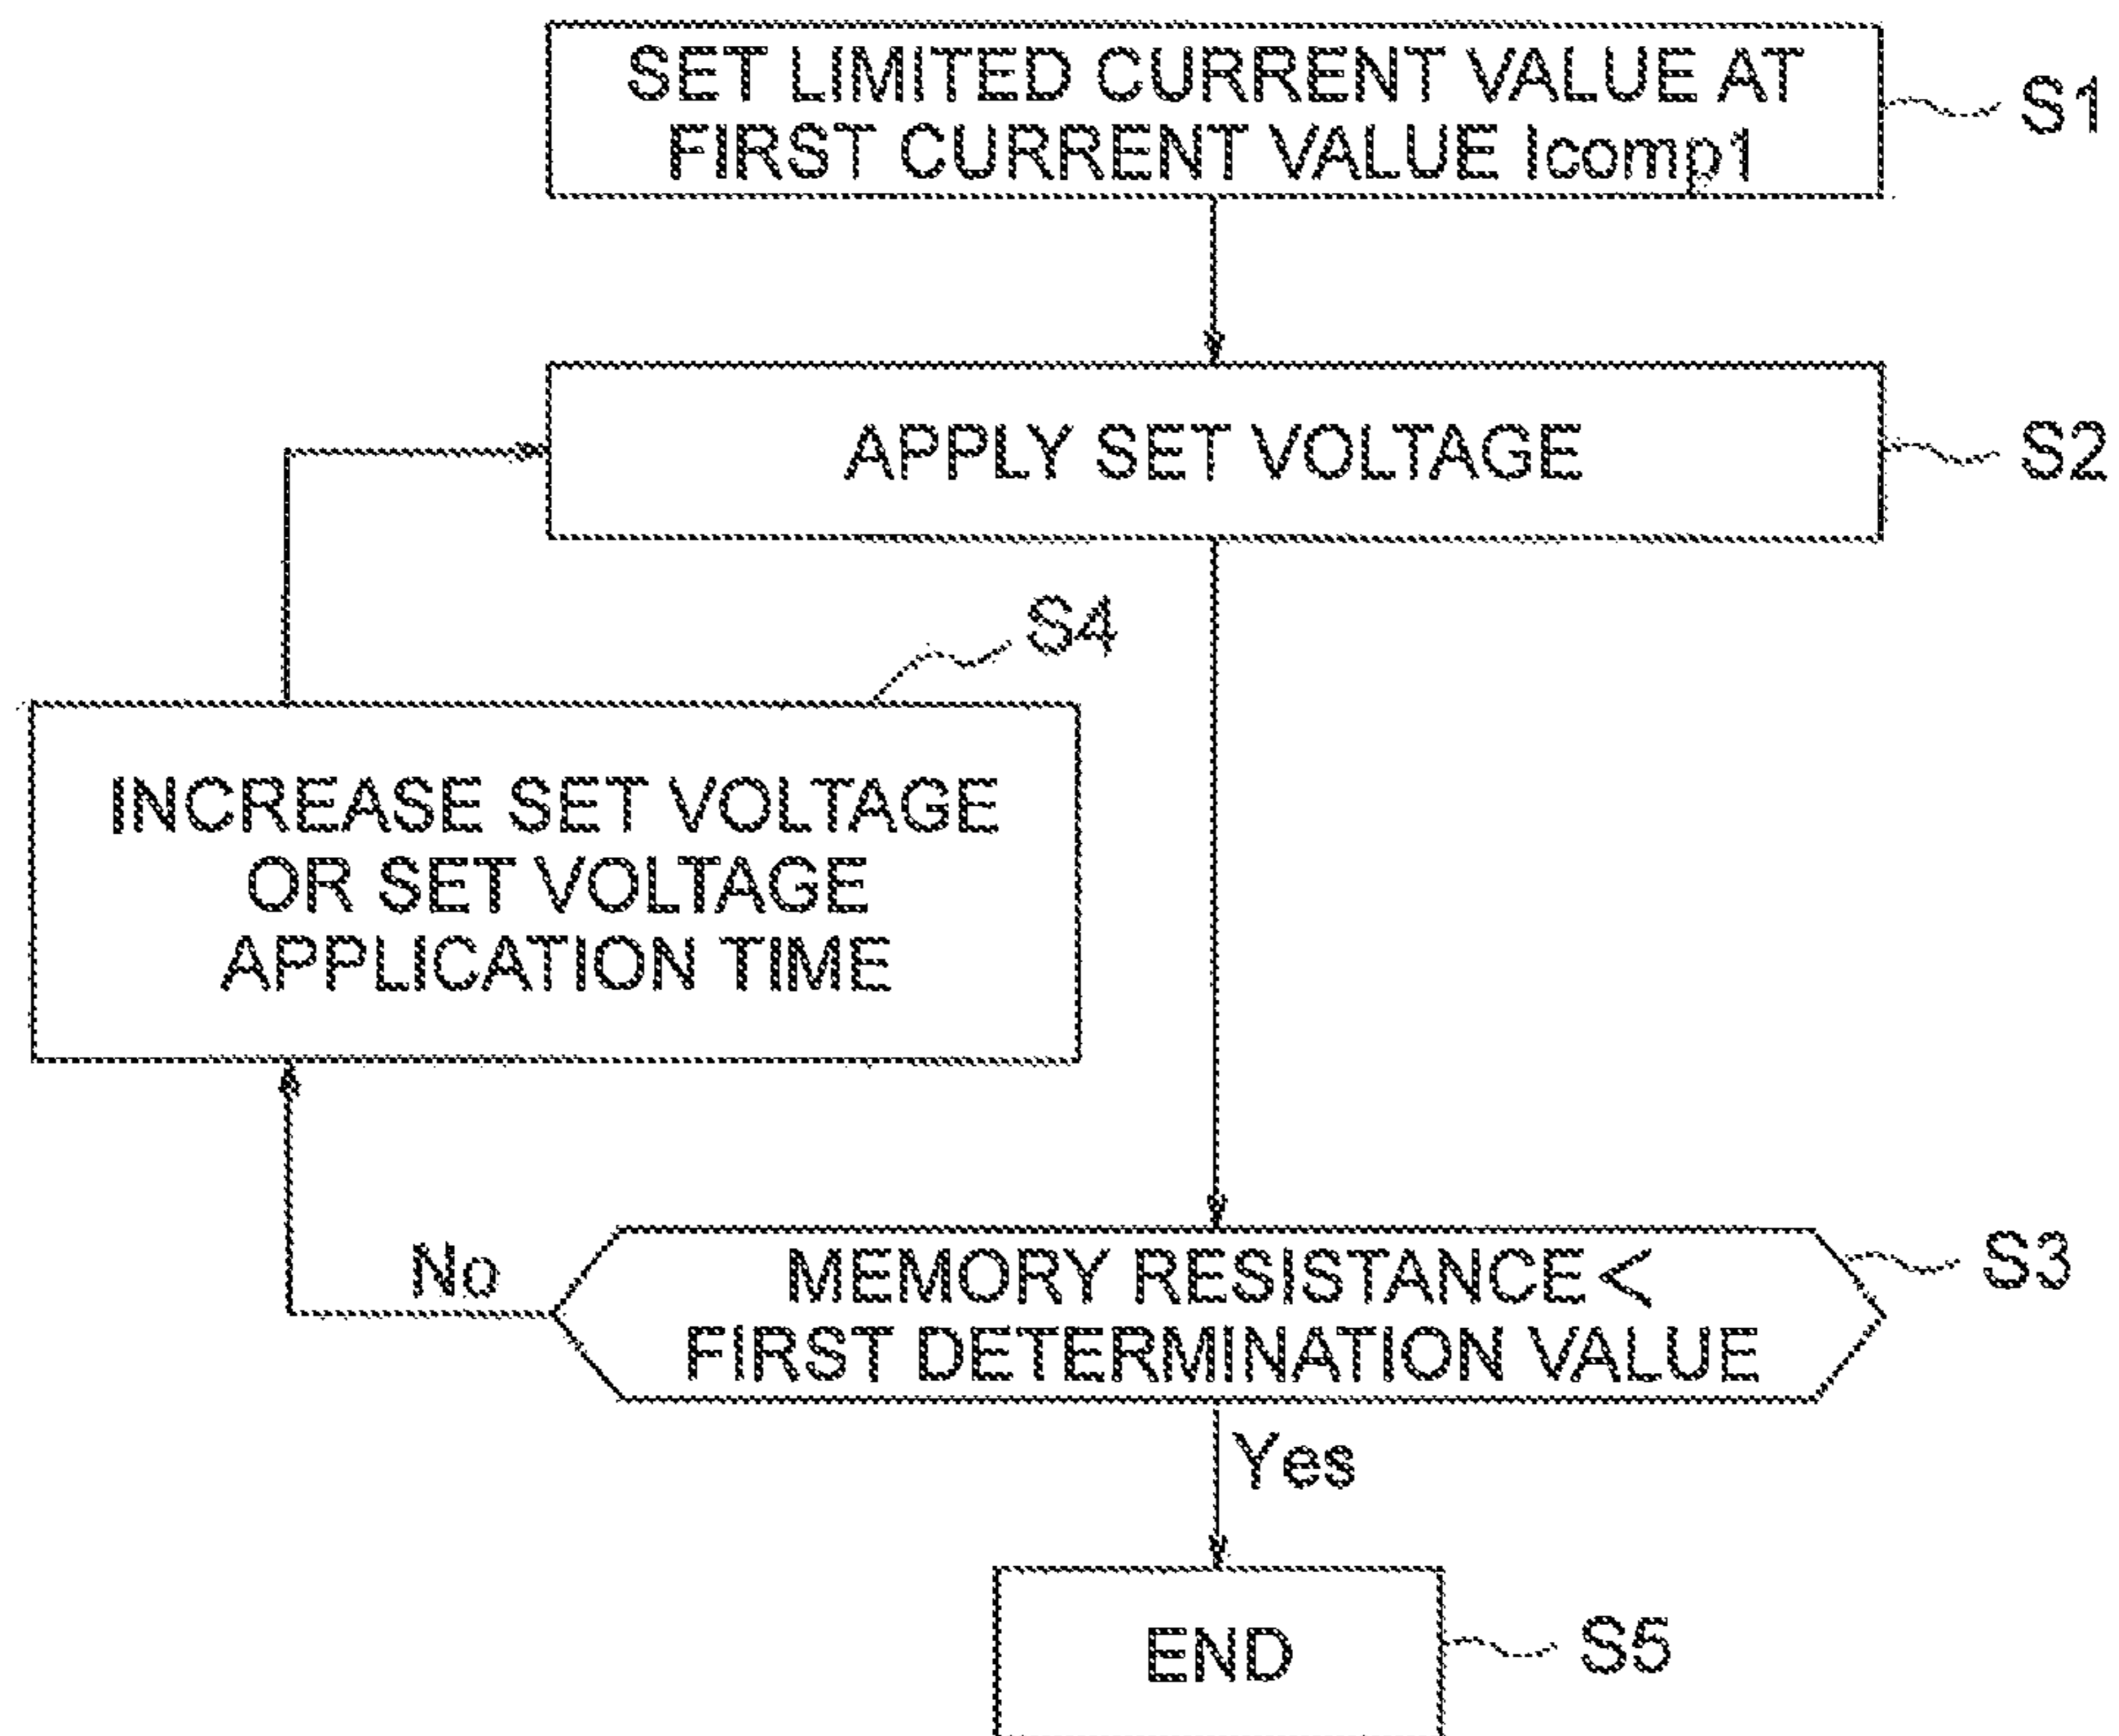 SET LIMITED CURRENT VALUE AT
FIRST CURRENT VALUE Icomp1
S1
APPLY SET VOLTAGE
S2
S4
INCREASE SET VOLTAGE
OR SET VOLTAGE
APPLICATION TIME
No
MEMORY RESISTANCE <
FIRST DETERMINATION VALUE
S3
Yes
END
S5